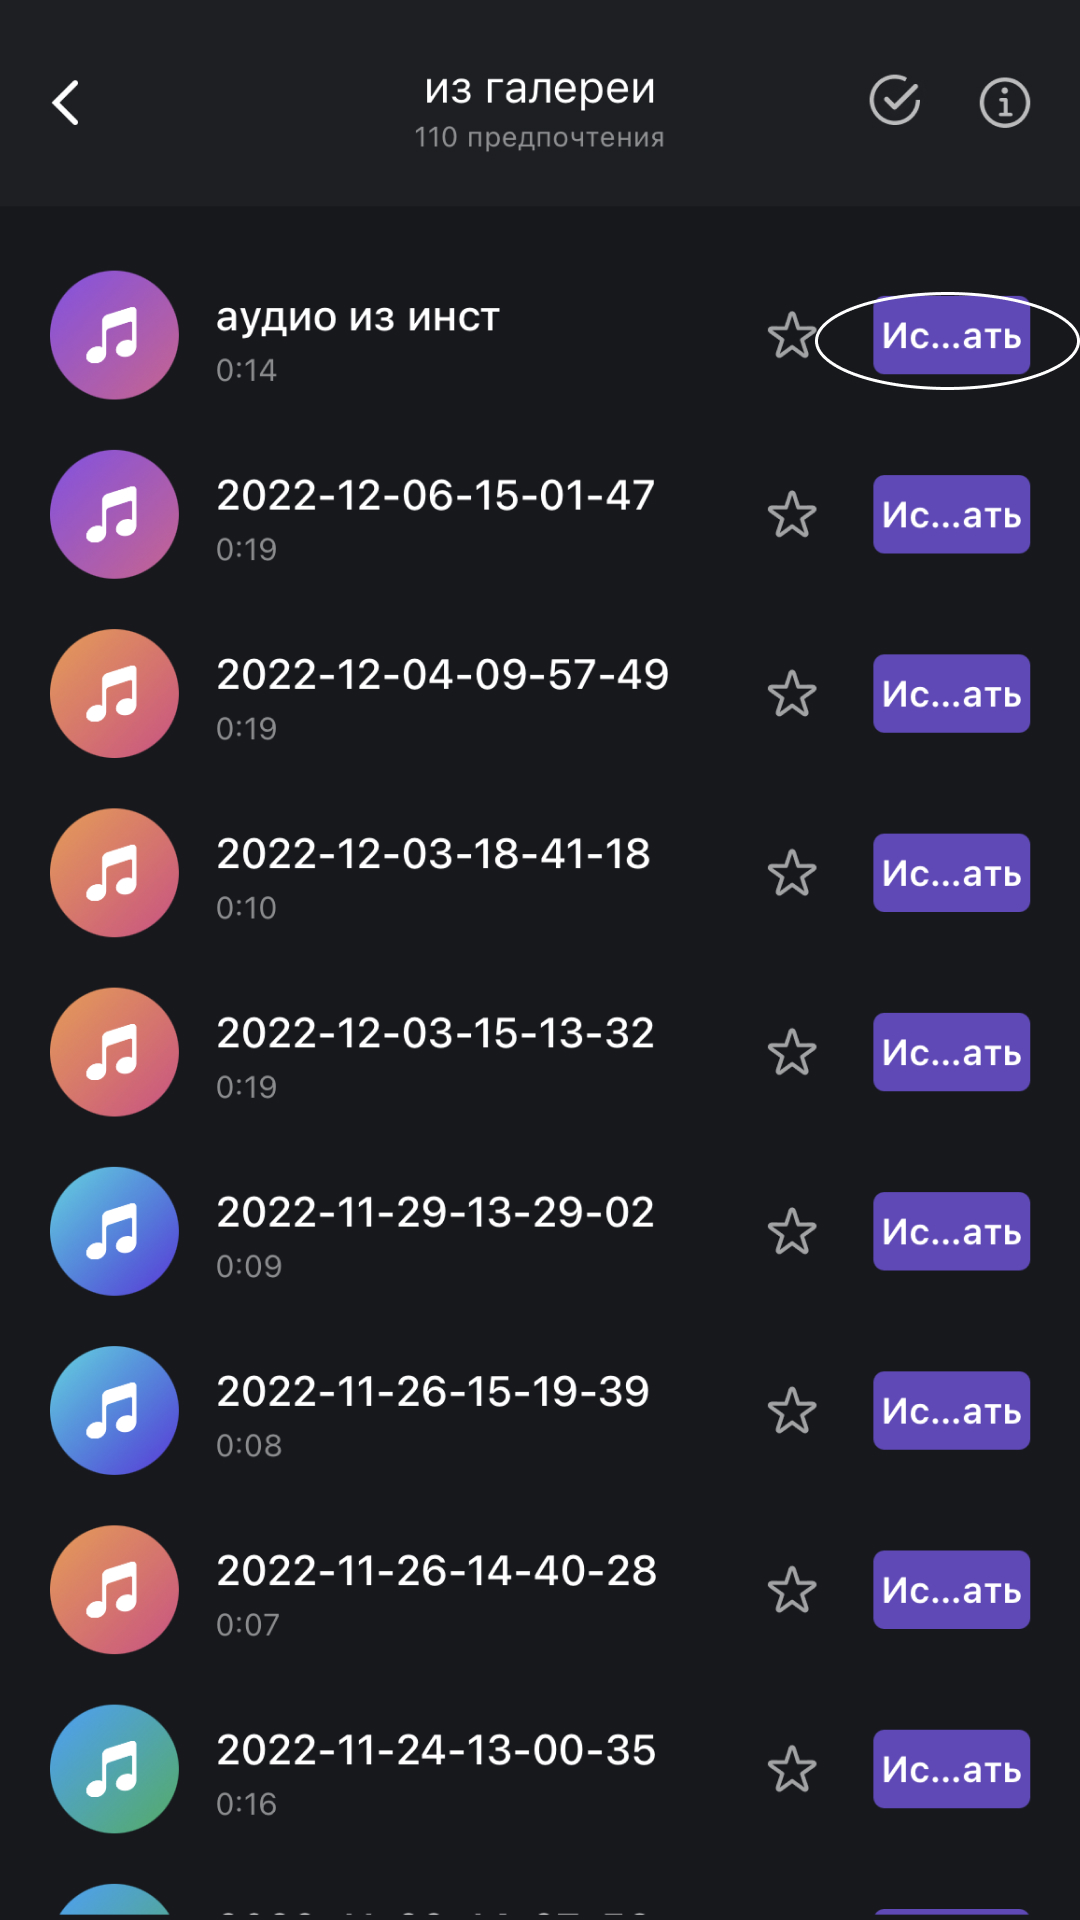 из галереи
110 предпочтения
аудио из инст
0:14
Ис...ать
2022-12-06-15-01-47
0:19
Ис...ать
2022-12-04-09-57-49
0:19
Ис...ать
2022-12-03-18-41-18
0:10
Ис...ать
2022-12-03-15-13-32
0:19
Ис...ать
2022-11-29-13-29-02
0:09
Ис...ать
2022-11-26-15-19-39
0:08
Ис...ать
2022-11-26-14-40-28
0:07
Ис...ать
2022-11-24-13-00-35
0:16
Ис...ать